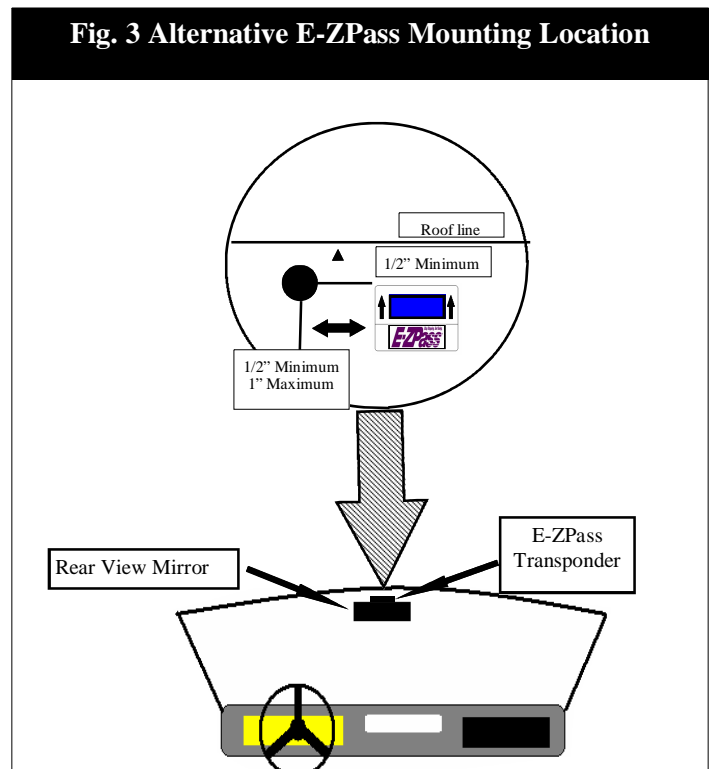 Fig. 3 Alternative E-ZPass Mounting Location
Roof line
1/2” Minimum
E-ZPass
1/2” Minimum
1” Maximum
E-ZPass
Transponder
Rear View Mirror